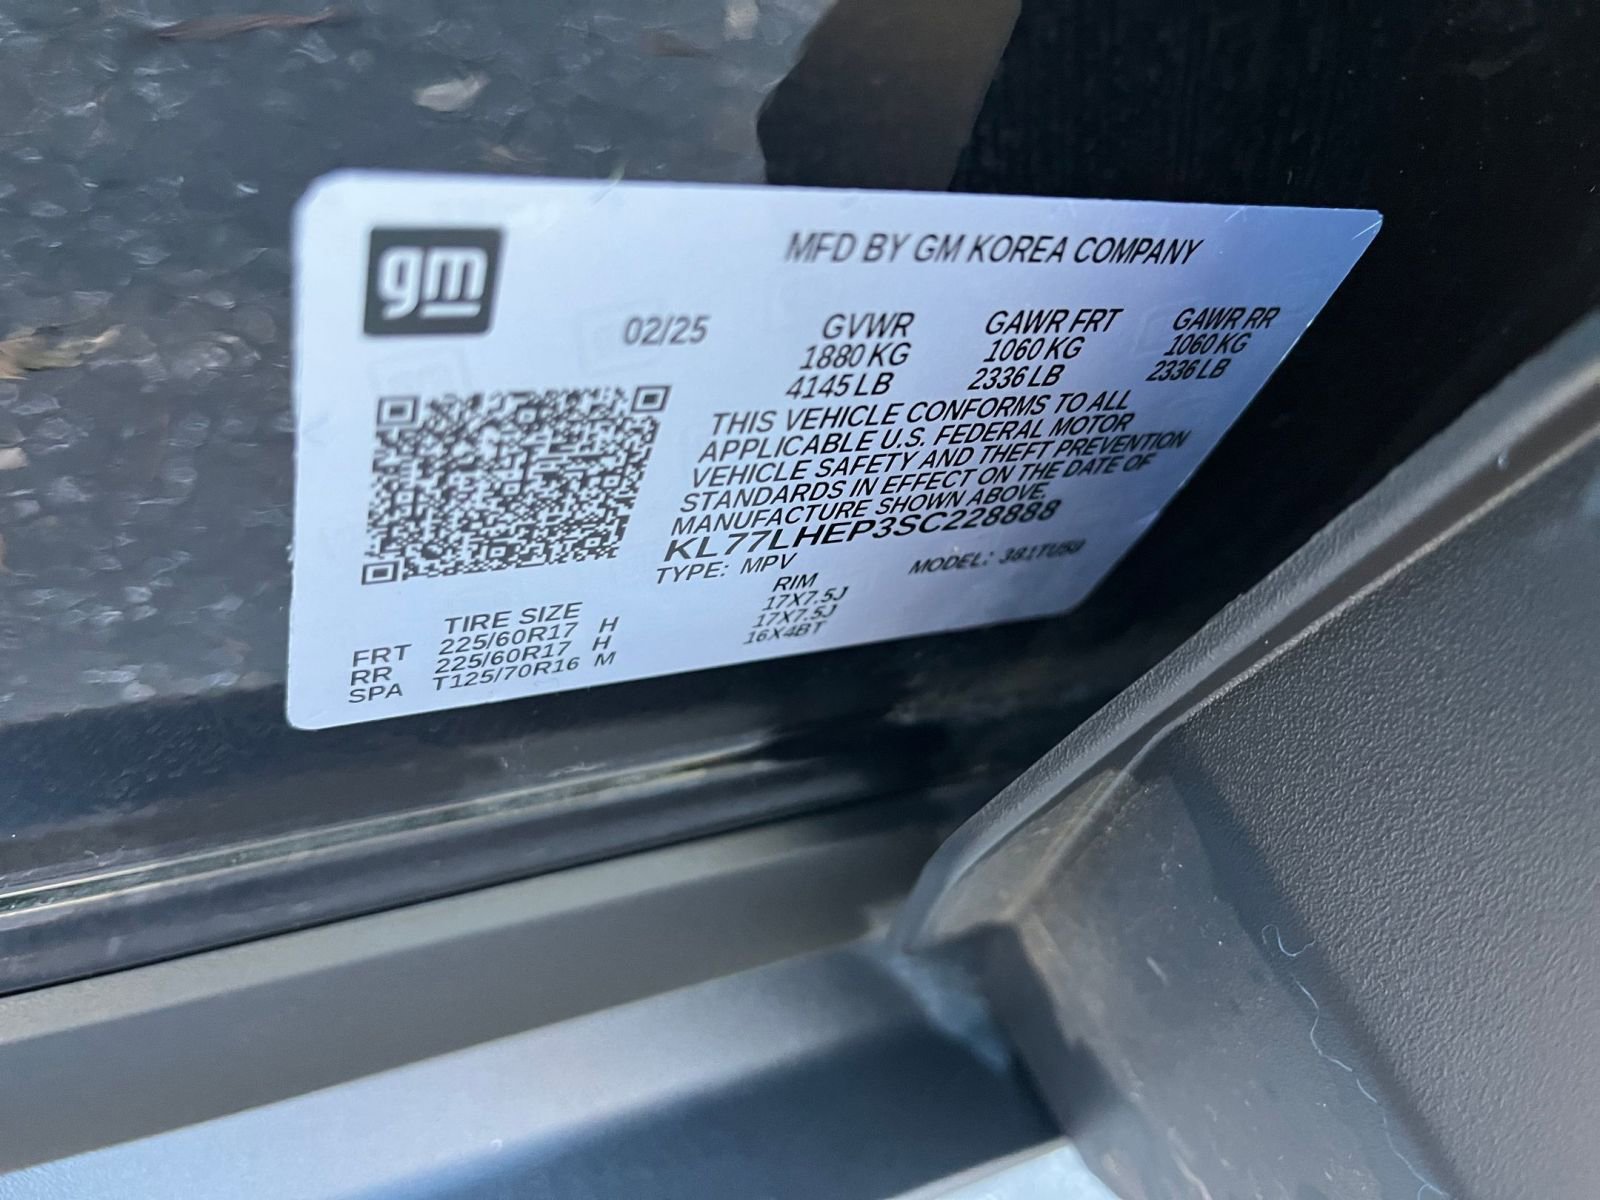 gm
MFD BY GM KOREA COMPANY
02/25 GVWR GAWR FRT GAWR RR
1880 KG 1060 KG 1060 KG
4145 LB 2336 LB 2336 LB
THIS VEHICLE CONFORMS TO ALL
APPLICABLE U.S. FEDERAL MOTOR
VEHICLE SAFETY AND THEFT PREVENTION
STANDARDS IN EFFECT ON THE DATE OF
MANUFACTURE SHOWN ABOVE.
KL77LHEP3SC228888
TYPE: MPV MODEL:
TIRE SIZE RIM
FRT 225/60R17 H 17X7.5J
RR 225/60R17 H 17X7.5J
SPA T125/70R16 M 16X4BT